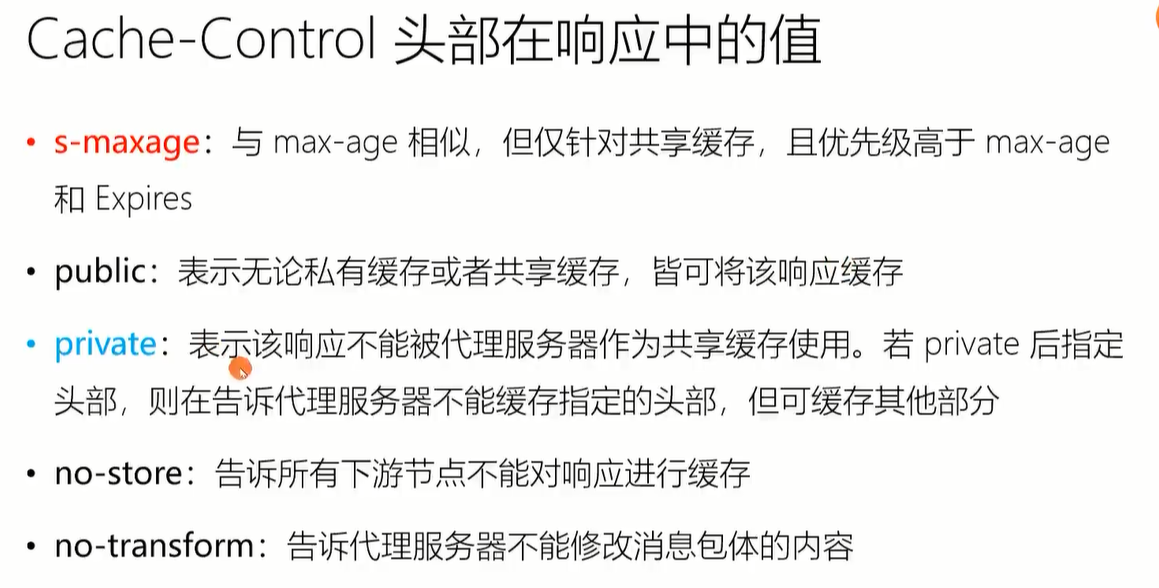 Cache-Control 头部在响应中的值
• s-maxage：与 max-age 相似，但仅针对共享缓存，且优先级高于 max-age
和 Expires
• public：表示无论私有缓存或者共享缓存，皆可将该响应缓存
• private：表示该响应不能被代理服务器作为共享缓存使用。若 private 后指定
头部，则在告诉代理服务器不能缓存指定的头部，但可缓存其他部分
• no-store：告诉所有下游节点不能对响应进行缓存
• no-transform：告诉代理服务器不能修改消息包体的内容